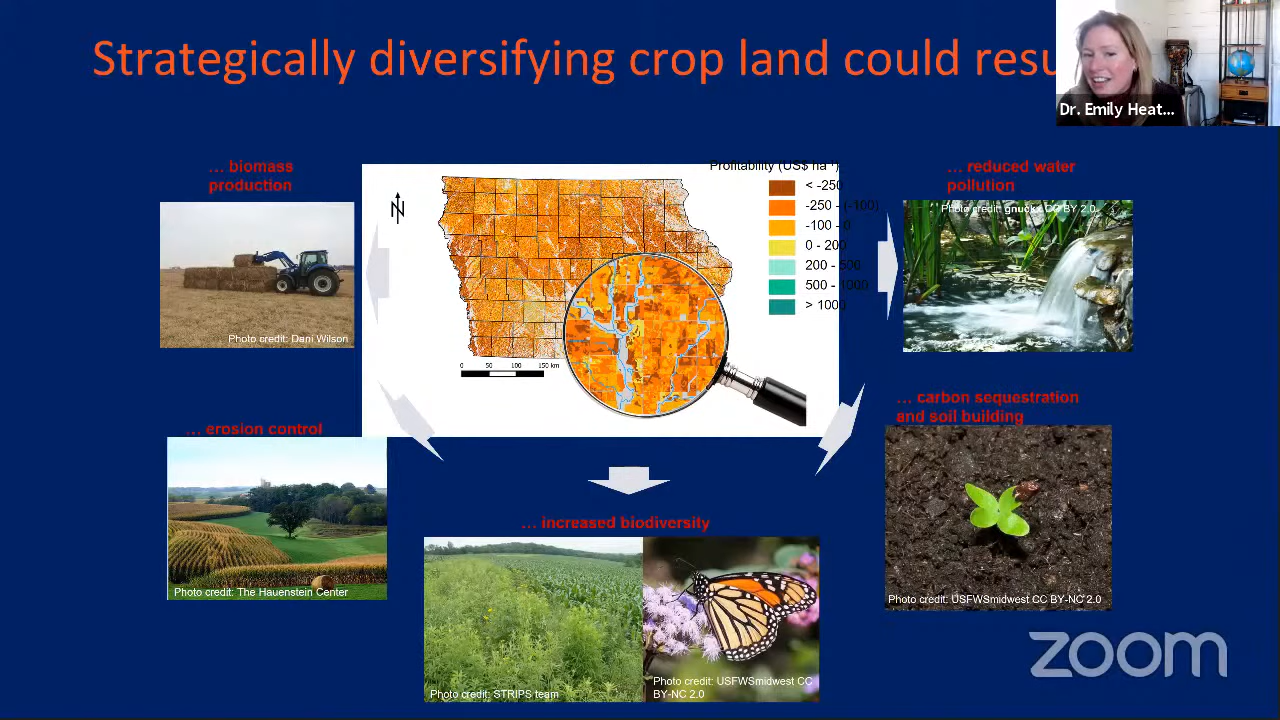 Strategically diversifying crop land could resu
Dr. Emily Heat...
… biomass
production
Photo credit: Dani Wilson
N
Profitability (US$ ha⁻¹)
< -250
-250 - (-100)
-100 - 0
0 - 200
200 - 500
500 - 1000
> 1000
0 50 100 150 km
… reduced water
pollution
CC BY 2.0
… erosion control
Photo credit: The Hauenstein Center
… carbon sequestration
and soil building
Photo credit: USFWSmidwest CC BY-NC 2.0
… increased biodiversity
Photo credit: STRIPS team
Photo credit: USFWSmidwest CC
BY-NC 2.0
zoom